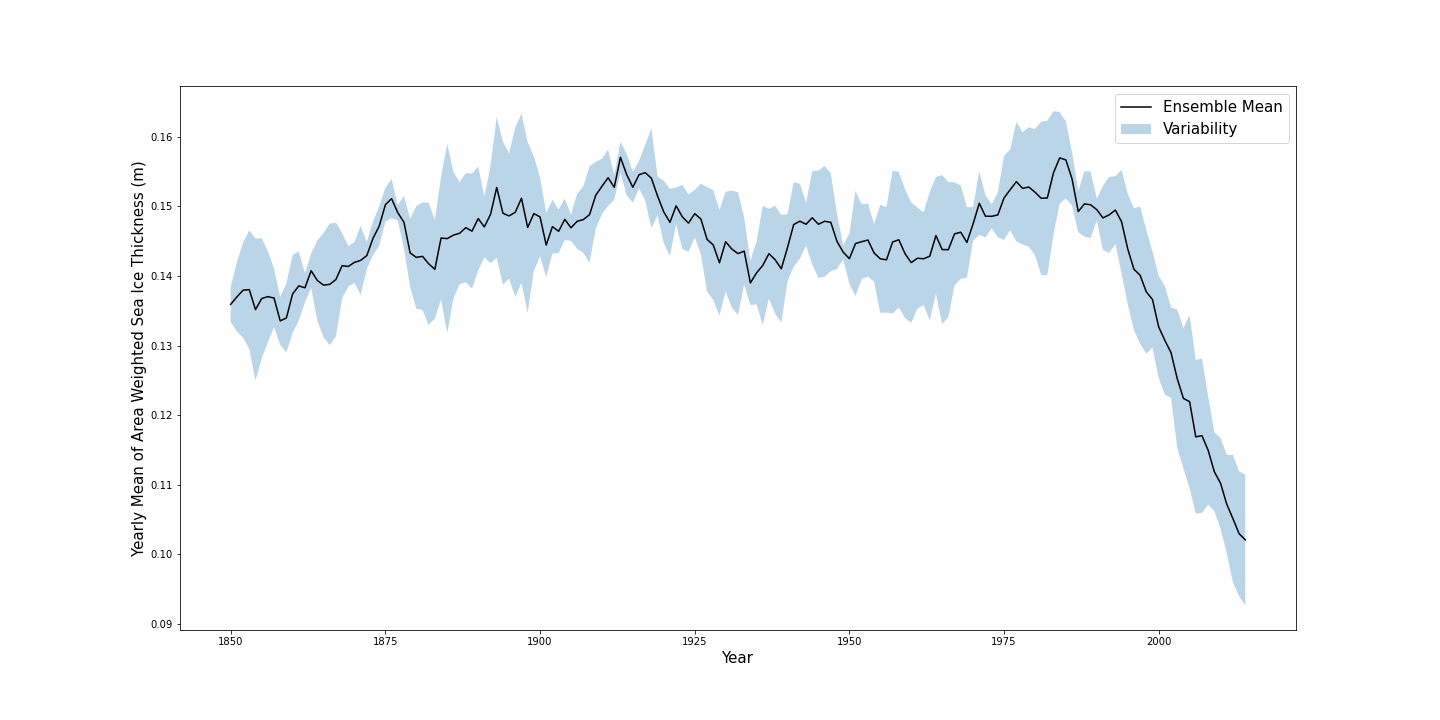 Ensemble Mean
Variability
0.16
0.15
0.14
0.13
0.12
0.11
0.10
0.09
Yearly Mean of Area Weighted Sea Ice Thickness (m)
1850 1875 1900 1925 1950 1975 2000
Year